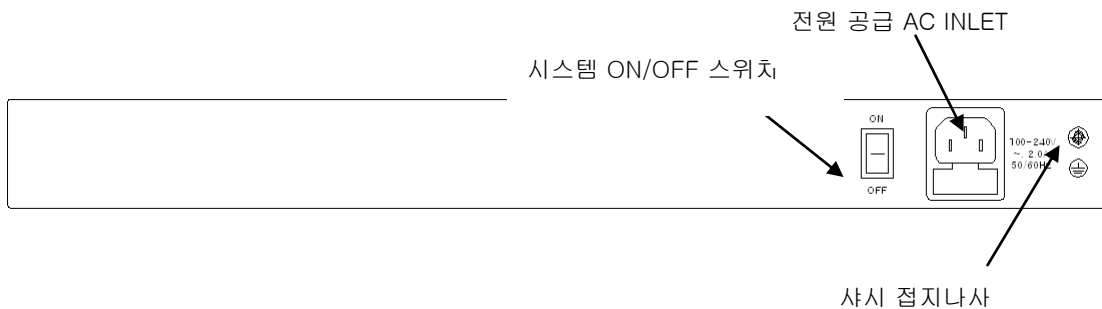 전원 공급 AC INLET
시스템 ON/OFF 스위치
ON
100-240V
~, 2.0A
50/60Hz
OFF
샤시 접지나사